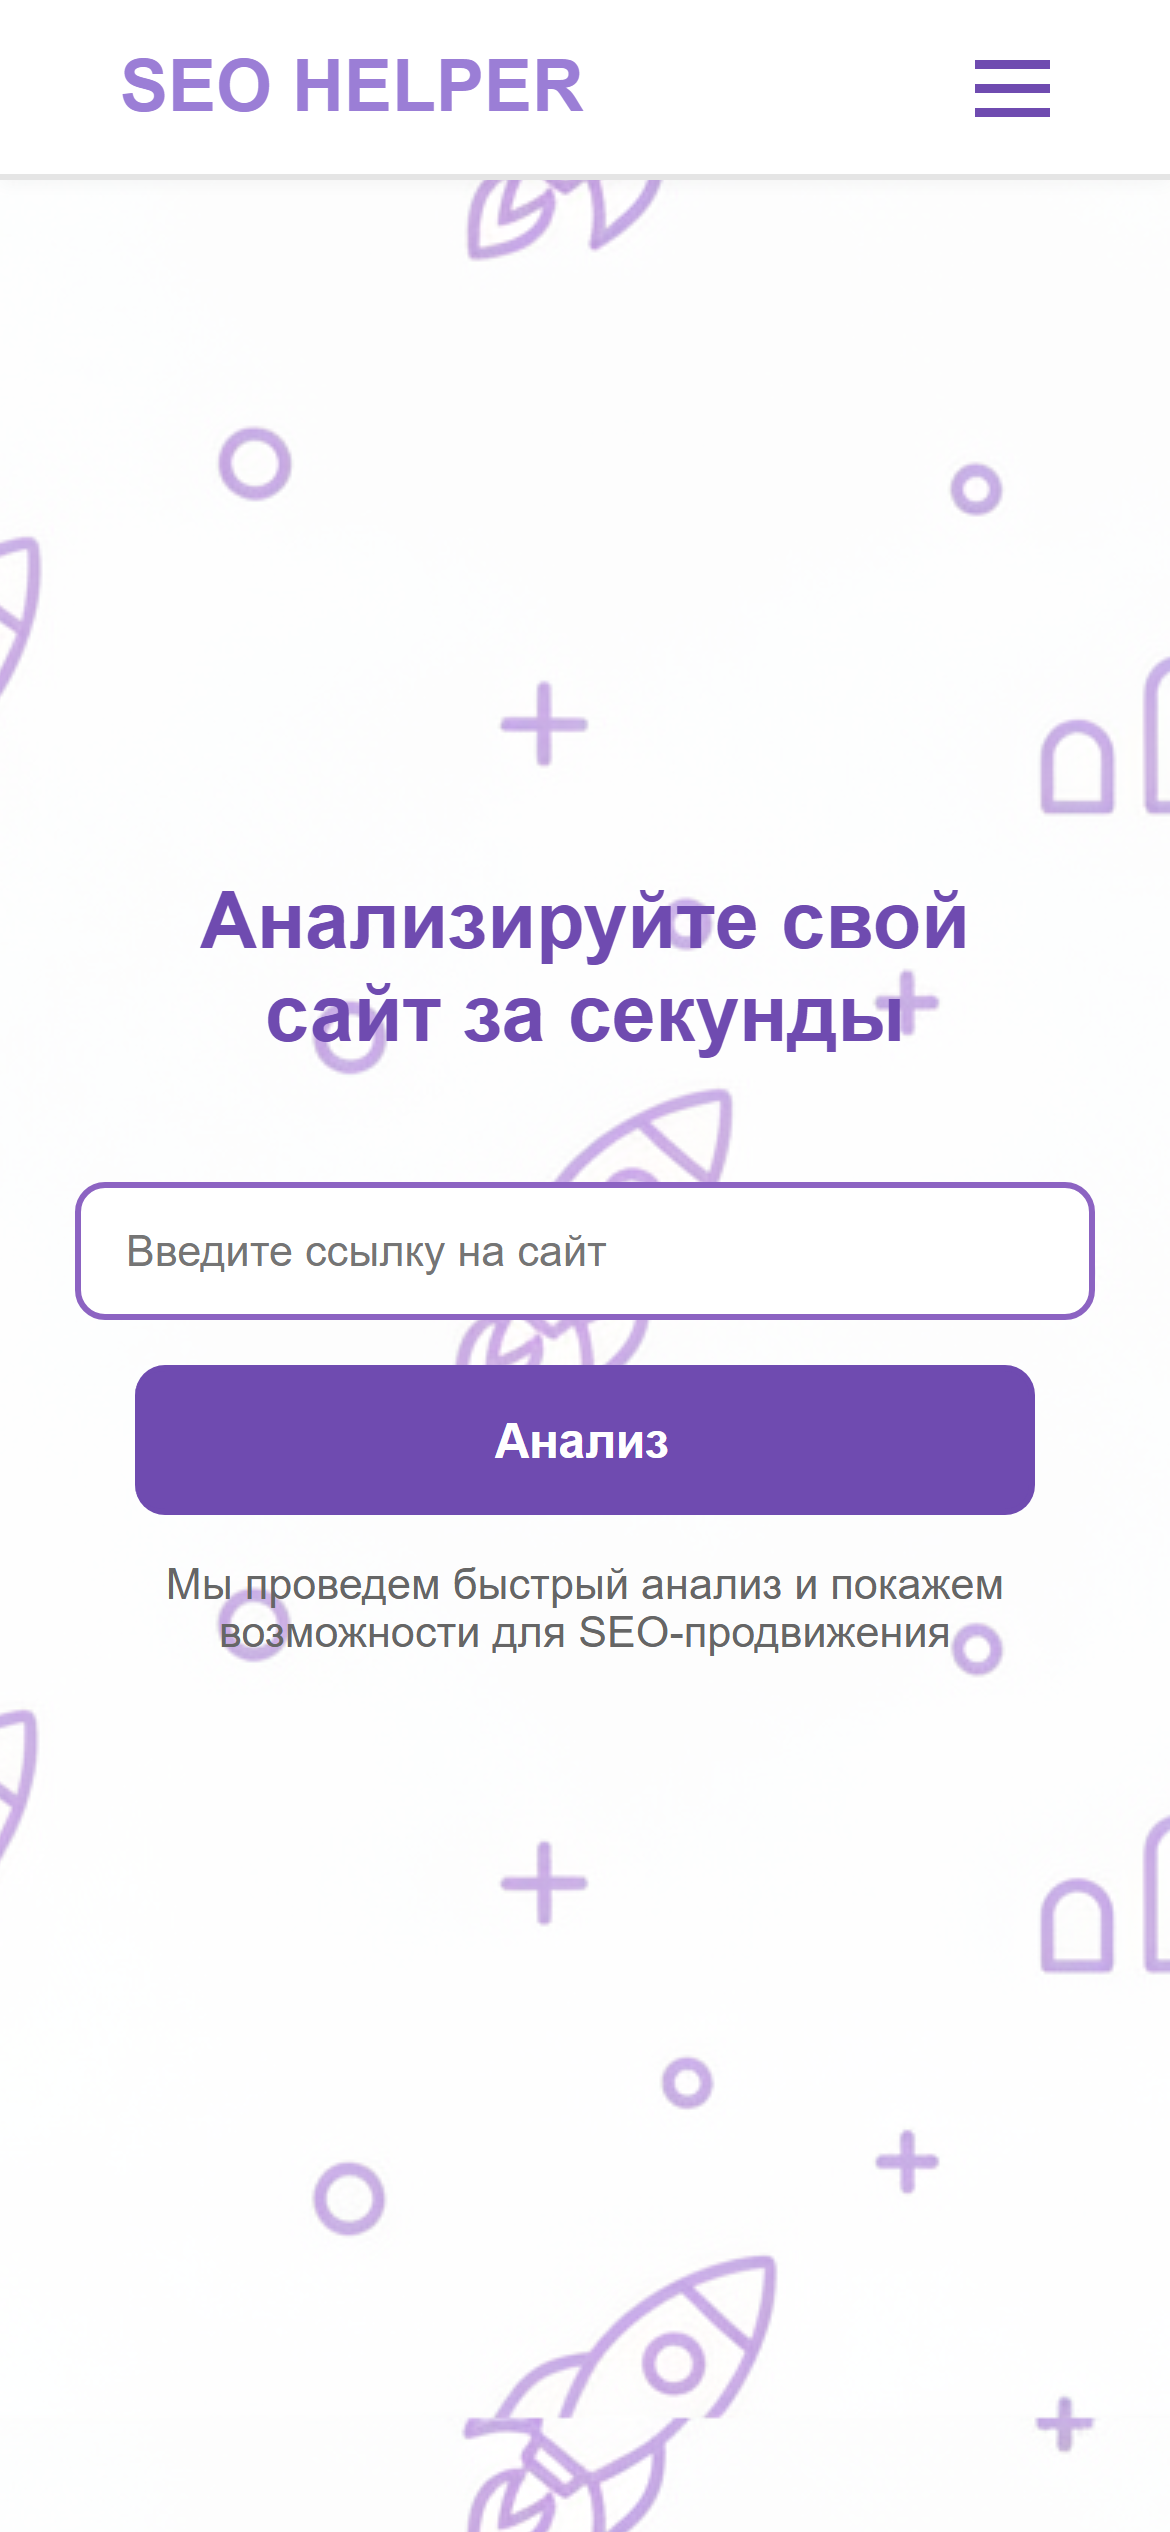 SEO HELPER
Анализируйте свой
сайт за секунды
Введите ссылку на сайт
Анализ
Мы проведем быстрый анализ и покажем
возможности для SEO-продвижения